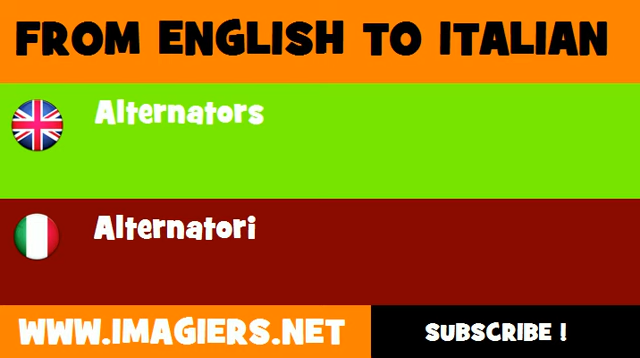 FROM ENGLISH TO ITALIAN
Alternators
Alternatori
WWW.IMAGIERS.NET
SUBSCRIBE !